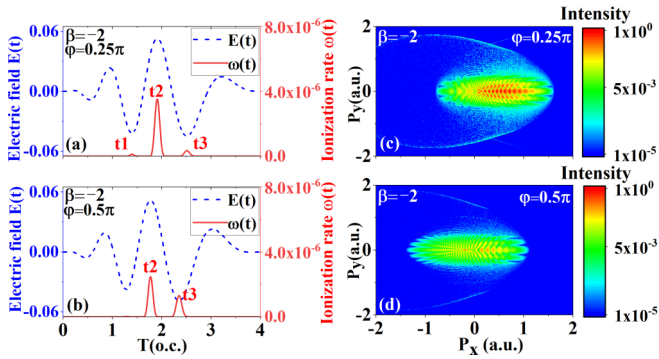 Electric field E(t)
0.06
0.00
-0.06
β=−2
φ=0.25π
E(t)
ω(t)
t1
t2
t3
(a)
8.0x10⁻⁶
4.0x10⁻⁶
0.0
Ionization rate ω(t)
Electric field E(t)
0.06
0.00
-0.06
β=−2
φ=0.5π
E(t)
ω(t)
t2
t3
(b)
8.0x10⁻⁶
4.0x10⁻⁶
0.0
Ionization rate ω(t)
0 1 2 3 4
T(o.c.)
Py(a.u.)
2
0
-2
β=−2
φ=0.25π
(c)
Intensity
1x10⁰
5x10⁻³
1x10⁻⁵
Py(a.u.)
2
0
-2
β=−2
φ=0.5π
(d)
-2 -1 0 1 2
Pₓ (a.u.)
Intensity
1x10⁰
5x10⁻³
1x10⁻⁵